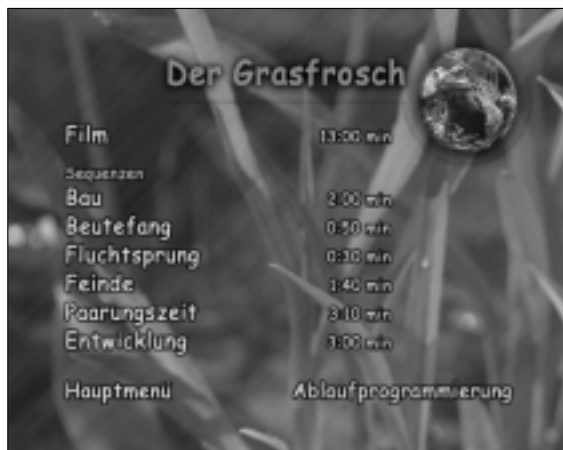 Der Grasfrosch
Film 13:00 min
Sequenzen
Bau 2:00 min
Beutefang 0:50 min
Fluchtsprung 0:30 min
Feinde 1:40 min
Paarungszeit 3:10 min
Entwicklung 3:00 min
Hauptmenü Ablaufprogrammierung